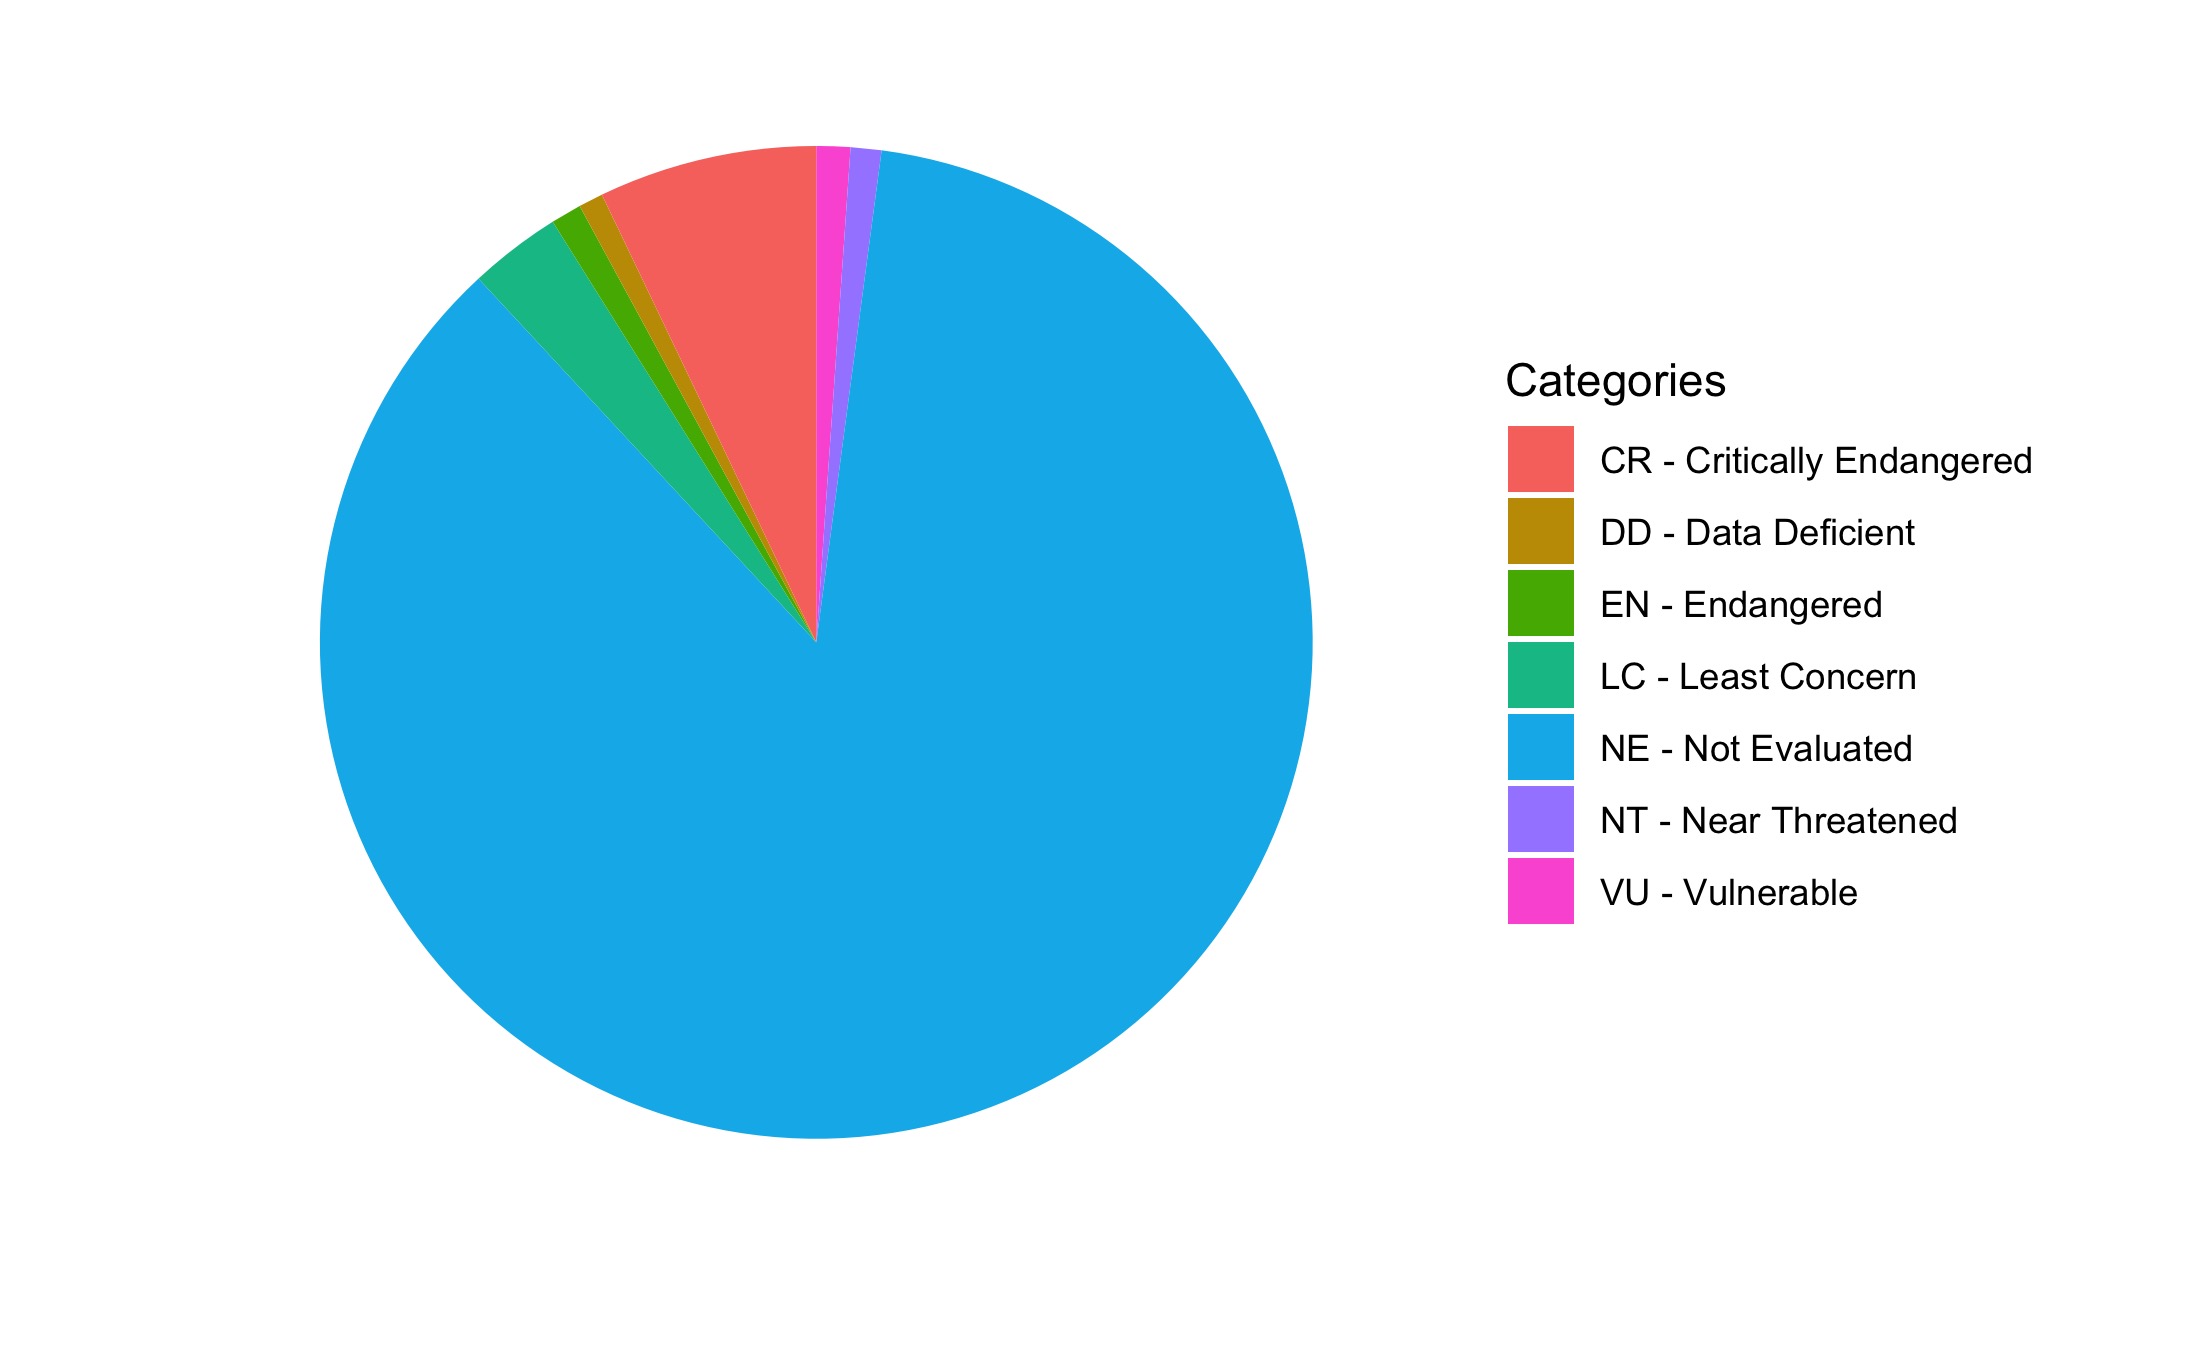 Categories
CR - Critically Endangered
DD - Data Deficient
EN - Endangered
LC - Least Concern
NE - Not Evaluated
NT - Near Threatened
VU - Vulnerable